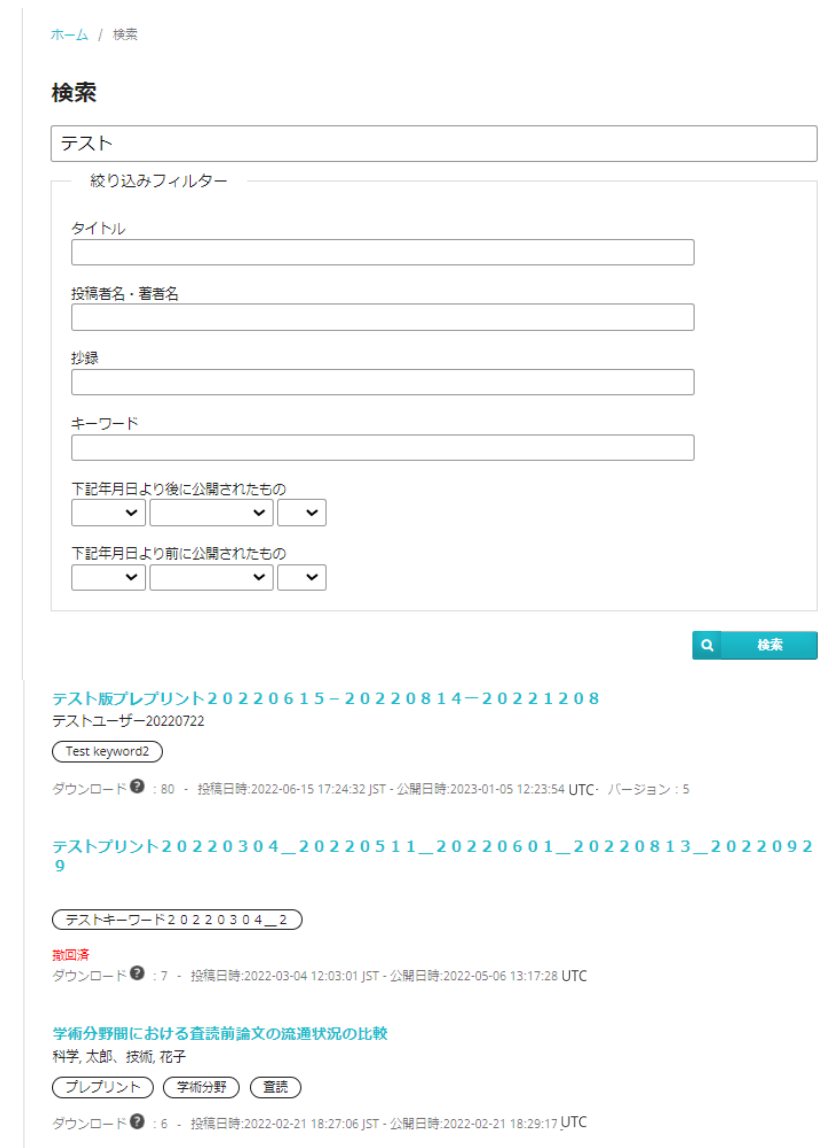 ホーム / 検索
検索
テスト
絞り込みフィルター
タイトル
投稿者名・著者名
抄録
キーワード
下記年月日より後に公開されたもの
下記年月日より前に公開されたもの
検索
テスト版プレプリント２０２２０６１５−２０２２０８１４−２０２２１２０８
テストユーザー20220722
Test keyword2
ダウンロード ? : 80 - 投稿日時:2022-06-15 17:24:32 JST - 公開日時:2023-01-05 12:23:54 UTC· バージョン : 5
テストプリント２０２２０３０４＿２０２２０５１１＿２０２２０６０１＿２０２２０８１３＿２０２２０９２
９
テストキーワード２０２２０３０４＿２
撤回済
ダウンロード ? : 7 - 投稿日時:2022-03-04 12:03:01 JST - 公開日時:2022-05-06 13:17:28 UTC
学術分野間における査読前論文の流通状況の比較
科学, 太郎、技術, 花子
プレプリント 学術分野 査読
ダウンロード ? : 6 - 投稿日時:2022-02-21 18:27:06 JST - 公開日時:2022-02-21 18:29:17 UTC